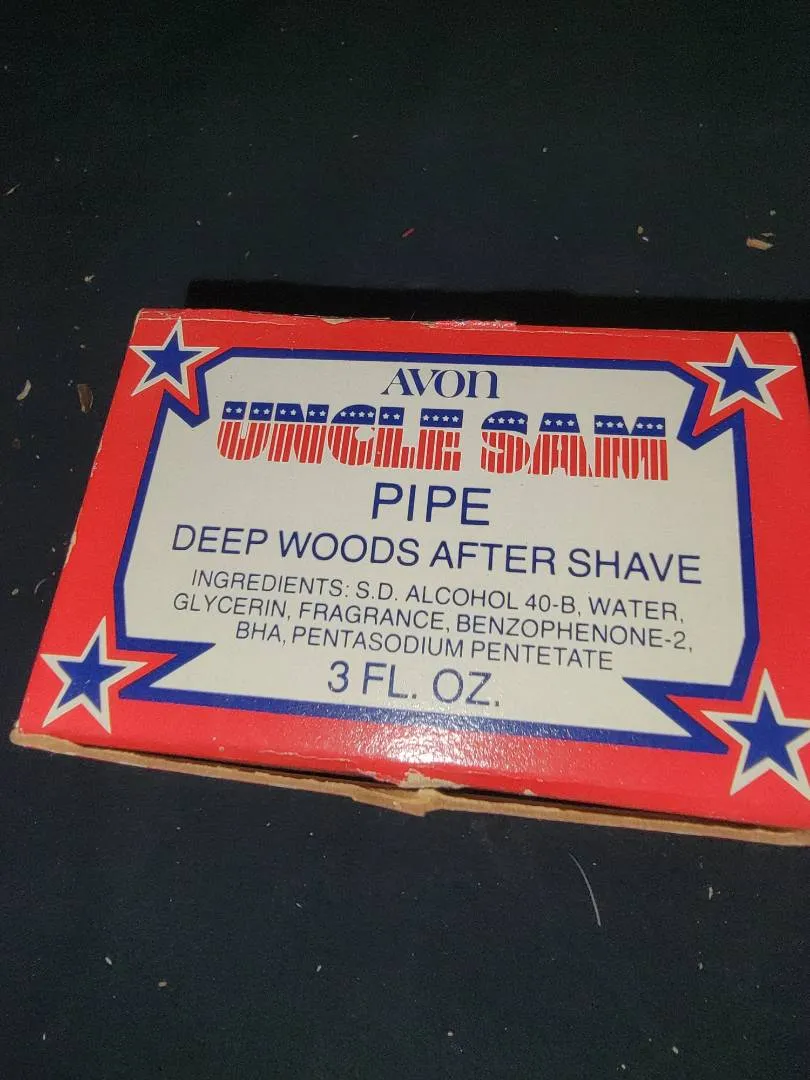 AVON
UNCLE SAM
PIPE
DEEP WOODS AFTER SHAVE
INGREDIENTS: S.D. ALCOHOL 40-B, WATER,
GLYCERIN, FRAGRANCE, BENZOPHENONE-2,
BHA, PENTASODIUM PENTETATE
3 FL. OZ.